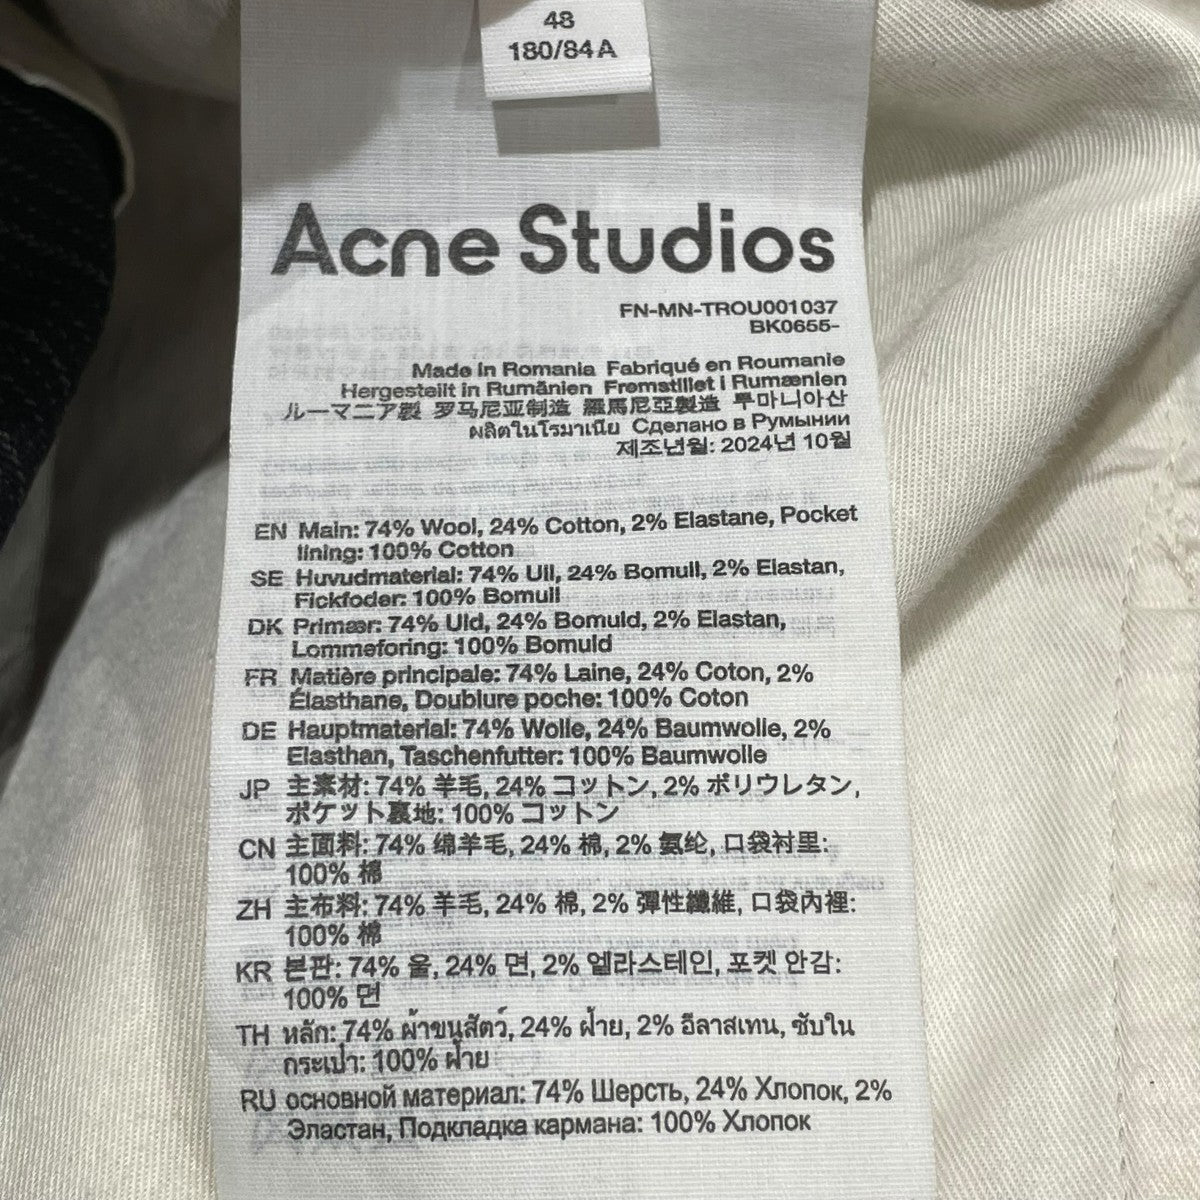 48
180/84A
Acne Studios
FN-MN-TROU001037
BK0655-
Made in Romania Fabriqué en Roumanie
Hergestellt in Rumänien Fremstillet i Rumænien
ルーマニア製 罗马尼亚制造 羅馬尼亞製造 루마니아산
ผลิตในโรมาเนีย Сделано в Румынии
제조년월: 2024년 10월
EN Main: 74% Wool, 24% Cotton, 2% Elastane, Pocket
lining: 100% Cotton
SE Huvudmaterial: 74% Ull, 24% Bomull, 2% Elastan,
Fickfoder: 100% Bomull
DK Primær: 74% Uld, 24% Bomuld, 2% Elastan,
Lommeforing: 100% Bomuld
FR Matière principale: 74% Laine, 24% Coton, 2%
Élasthane, Doublure poche: 100% Coton
DE Hauptmaterial: 74% Wolle, 24% Baumwolle, 2%
Elasthan, Taschenfutter: 100% Baumwolle
JP 主素材: 74% 羊毛, 24% コットン, 2% ポリウレタン,
ポケット裏地: 100% コットン
CN 主面料: 74% 绵羊毛, 24% 棉, 2% 氨纶, 口袋衬里:
100% 棉
ZH 主布料: 74% 羊毛, 24% 棉, 2% 彈性纖維, 口袋內裡:
100% 棉
KR 본판: 74% 울, 24% 면, 2% 엘라스테인, 포켓 안감:
100% 면
TH หลัก: 74% ผ้าขนสัตว์, 24% ฝ้าย, 2% อีลาสเทน, ซับใน
กระเป๋า: 100% ฝ้าย
RU основной материал: 74% Шерсть, 24% Хлопок, 2%
Эластан, Подкладка кармана: 100% Хлопок